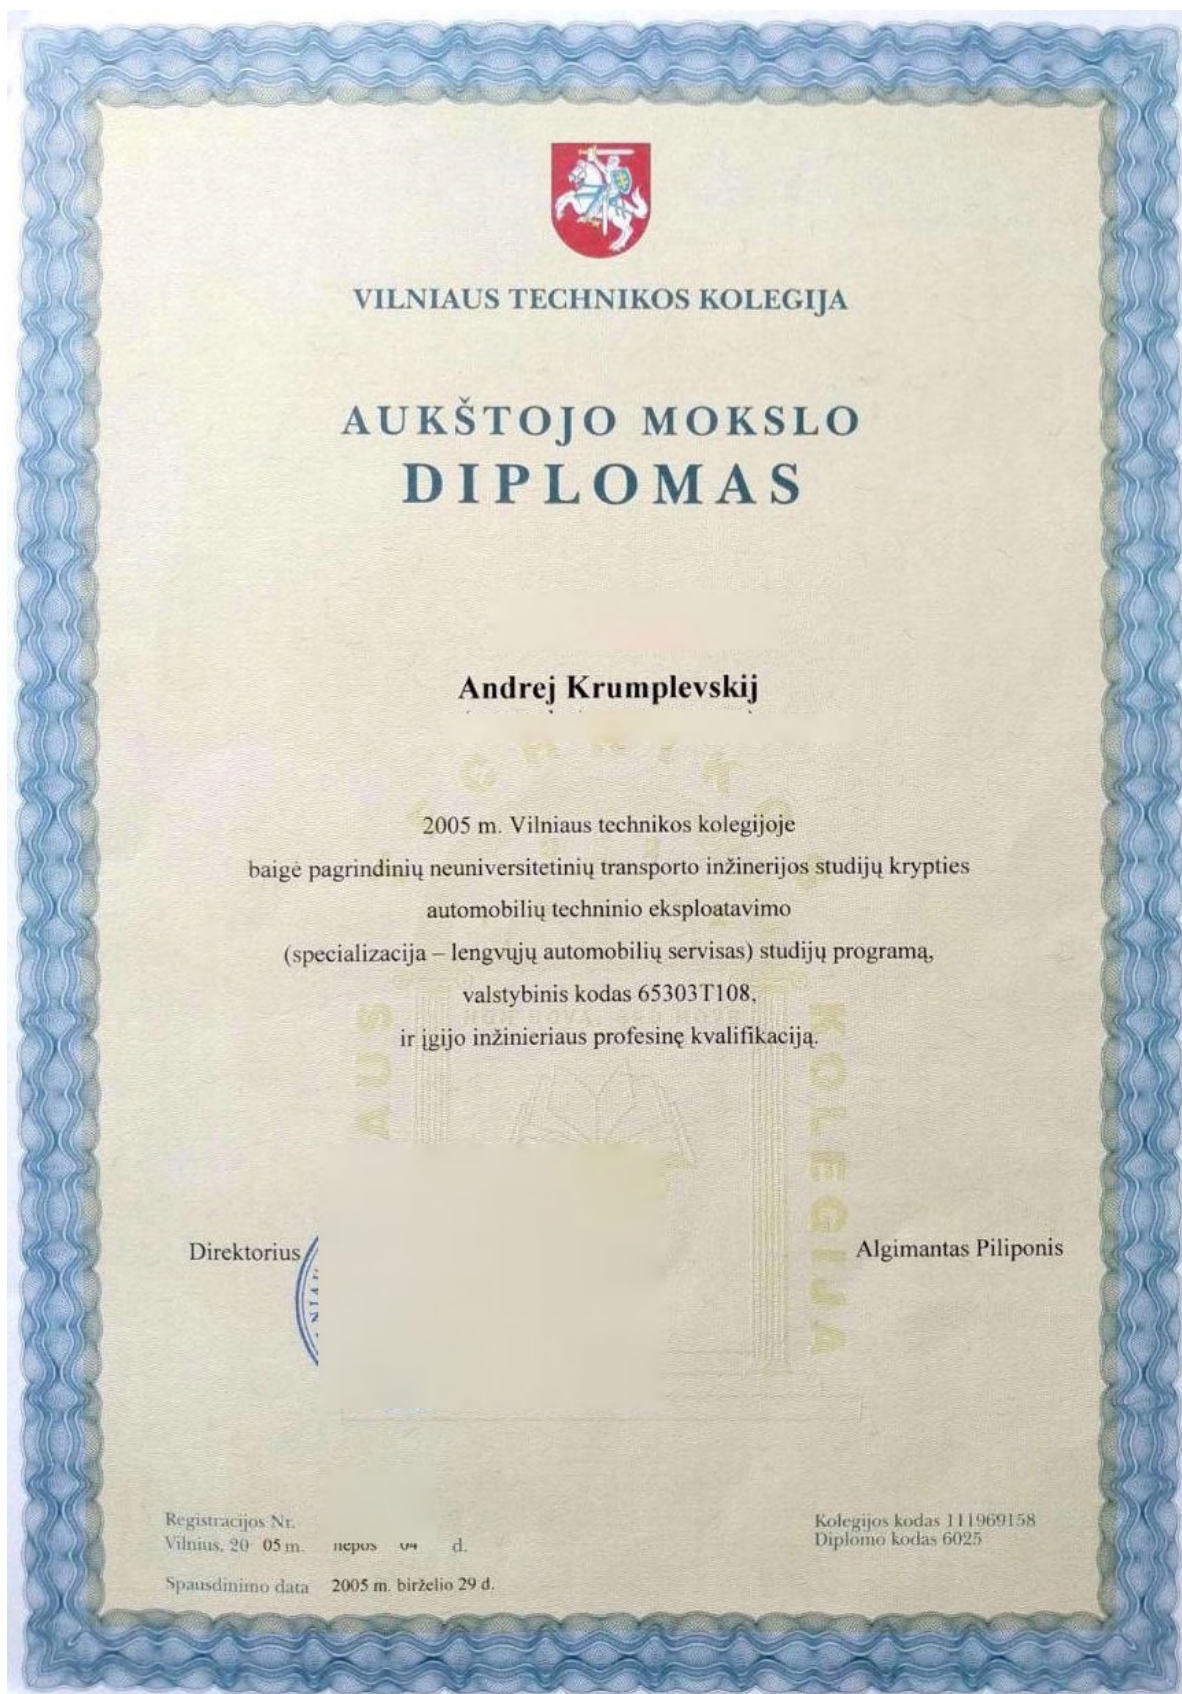 VILNIAUS TECHNIKOS KOLEGIJA
AUKŠTOJO MOKSLO
DIPLOMAS
Andrej Krumplevskij
2005 m. Vilniaus technikos kolegijoje
baigė pagrindinių neuniversitetinių transporto inžinerijos studijų krypties
automobilių techninio eksploatavimo
(specializacija – lengvųjų automobilių servisas) studijų programą,
valstybinis kodas 65303T108,
ir įgijo inžinieriaus profesinę kvalifikaciją.
KOLEGIJA
Direktorius
Algimantas Piliponis
Registracijos Nr.
Vilnius, 20 05 m. d.
Spausdinimo data 2005 m. birželio 29 d.
Kolegijos kodas 111969158
Diplomo kodas 6025